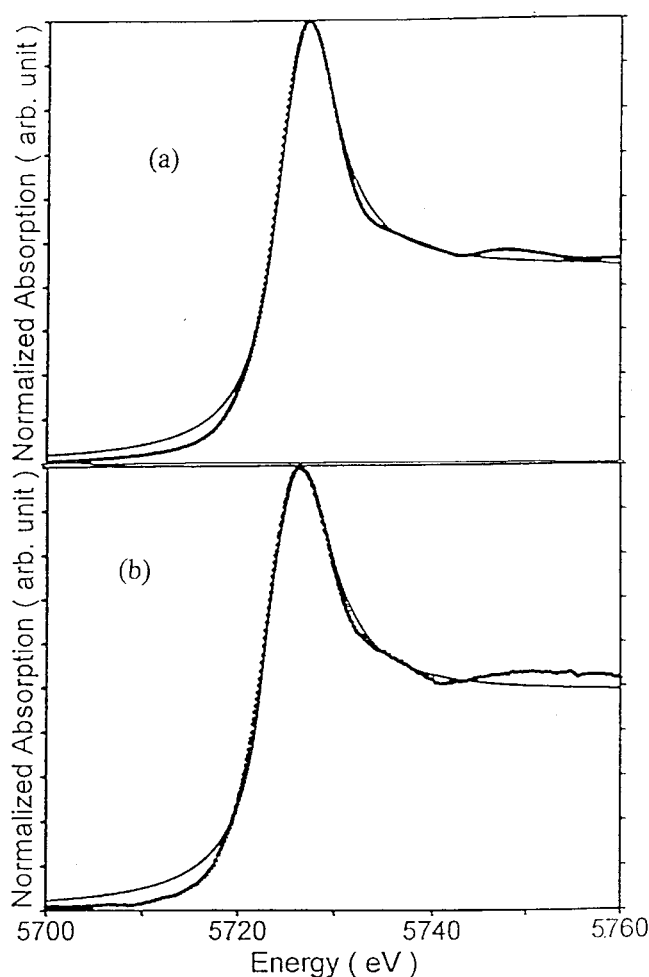 Normalized Absorption ( arb. unit )
(a)
Normalized Absorption ( arb. unit )
(b)
5700
5720
5740
5760
Energy ( eV )